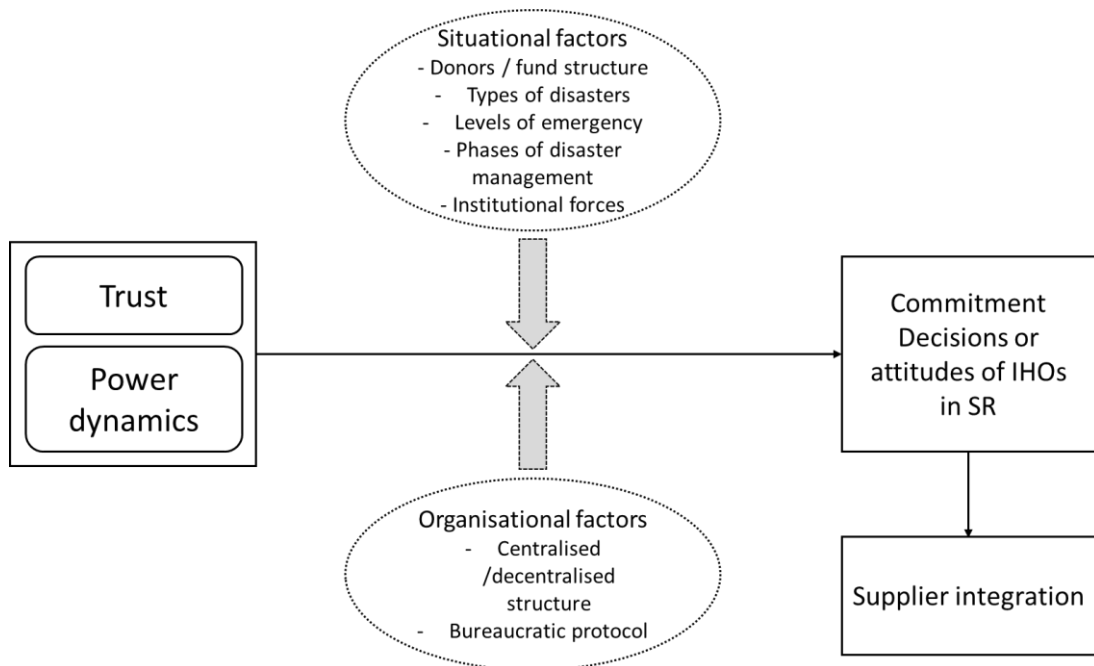 Situational factors
- Donors / fund structure
- Types of disasters
- Levels of emergency
- Phases of disaster
management
- Institutional forces
Trust
Power
dynamics
Commitment
Decisions or
attitudes of IHOs
in SR
Organisational factors
- Centralised
/decentralised
structure
- Bureaucratic protocol
Supplier integration